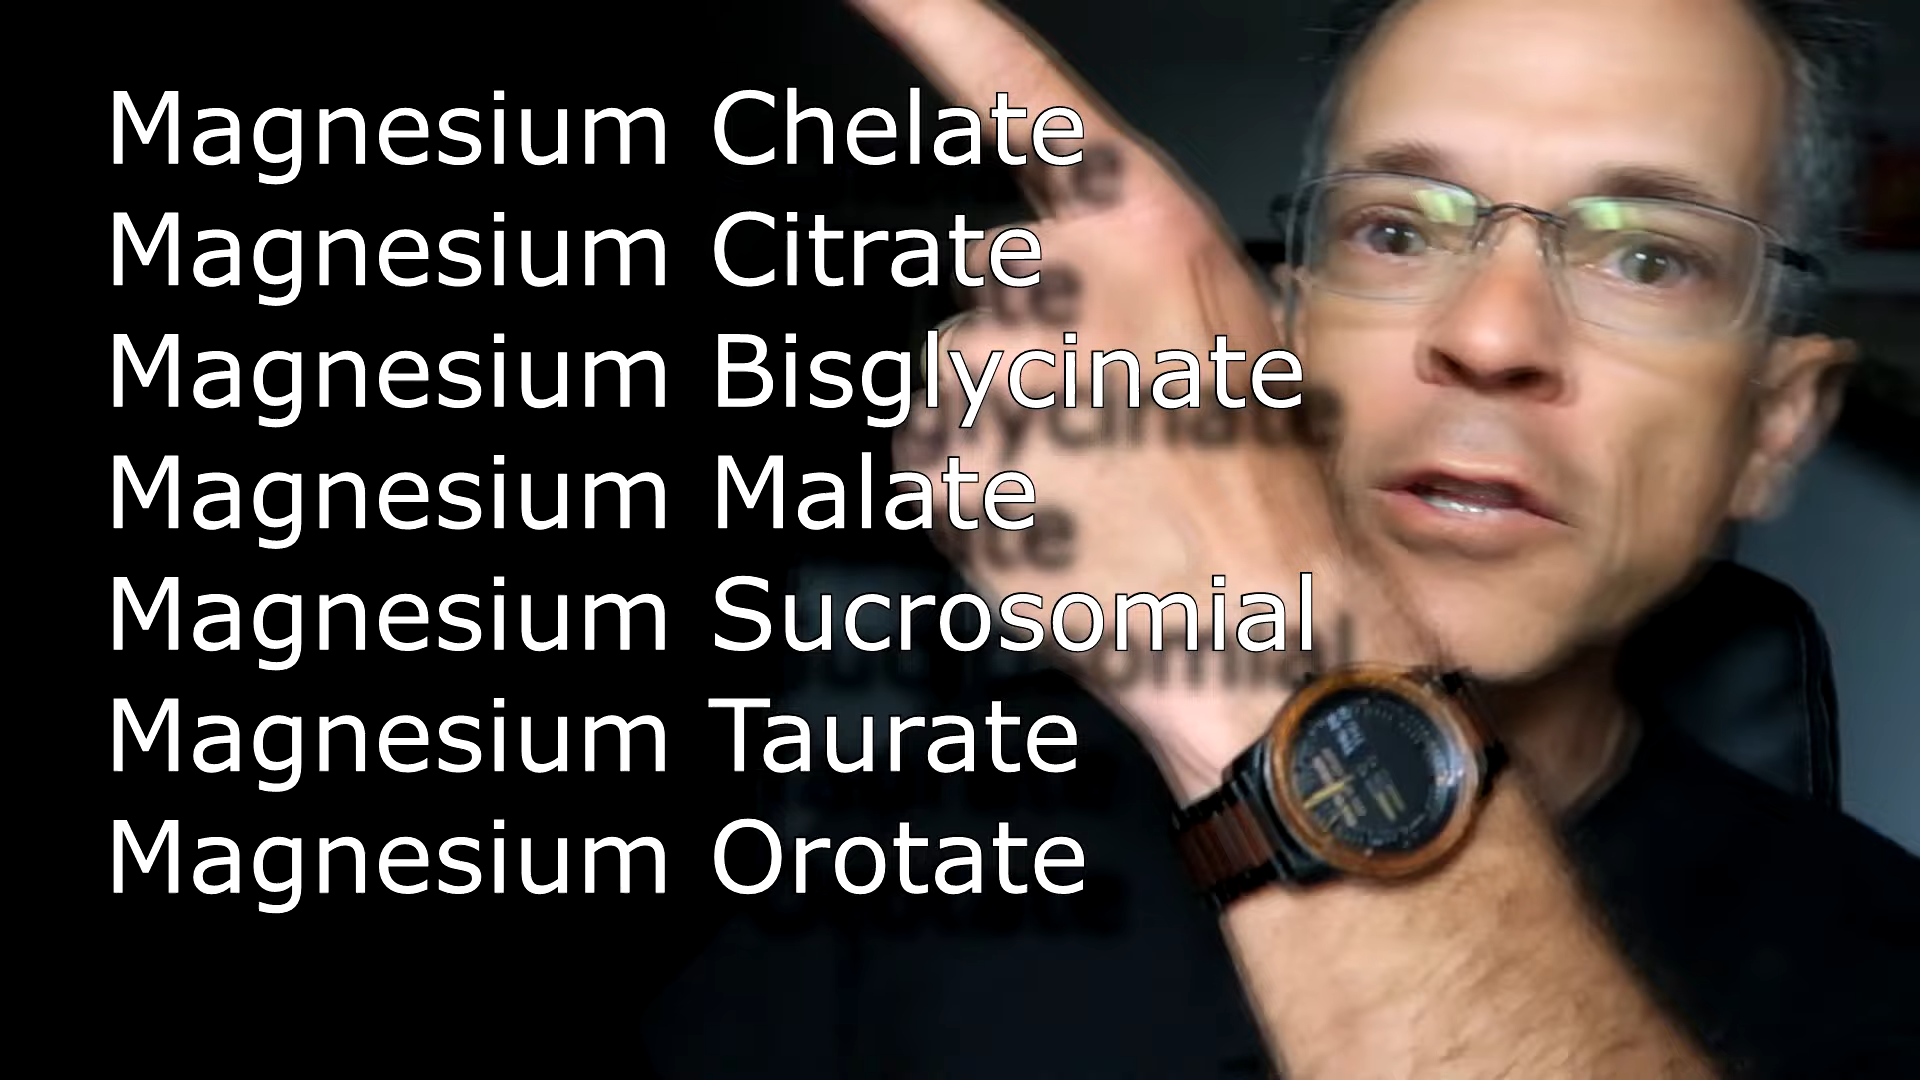 Magnesium Chelate
Magnesium Citrate
Magnesium Bisglycinate
Magnesium Malate
Magnesium Sucrosomial
Magnesium Taurate
Magnesium Orotate